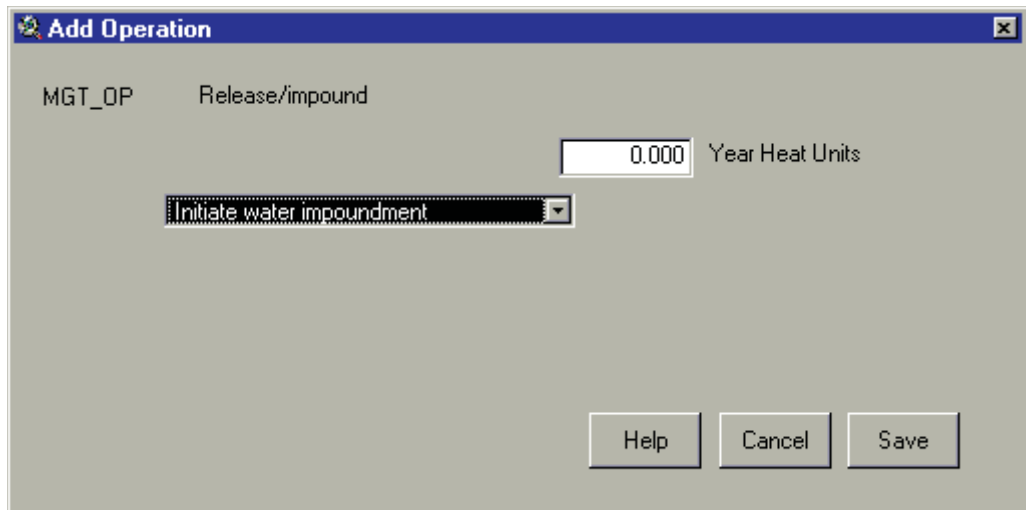 Add Operation
MGT_OP Release/impound
0.000 Year Heat Units
Initiate water impoundment
Help Cancel Save